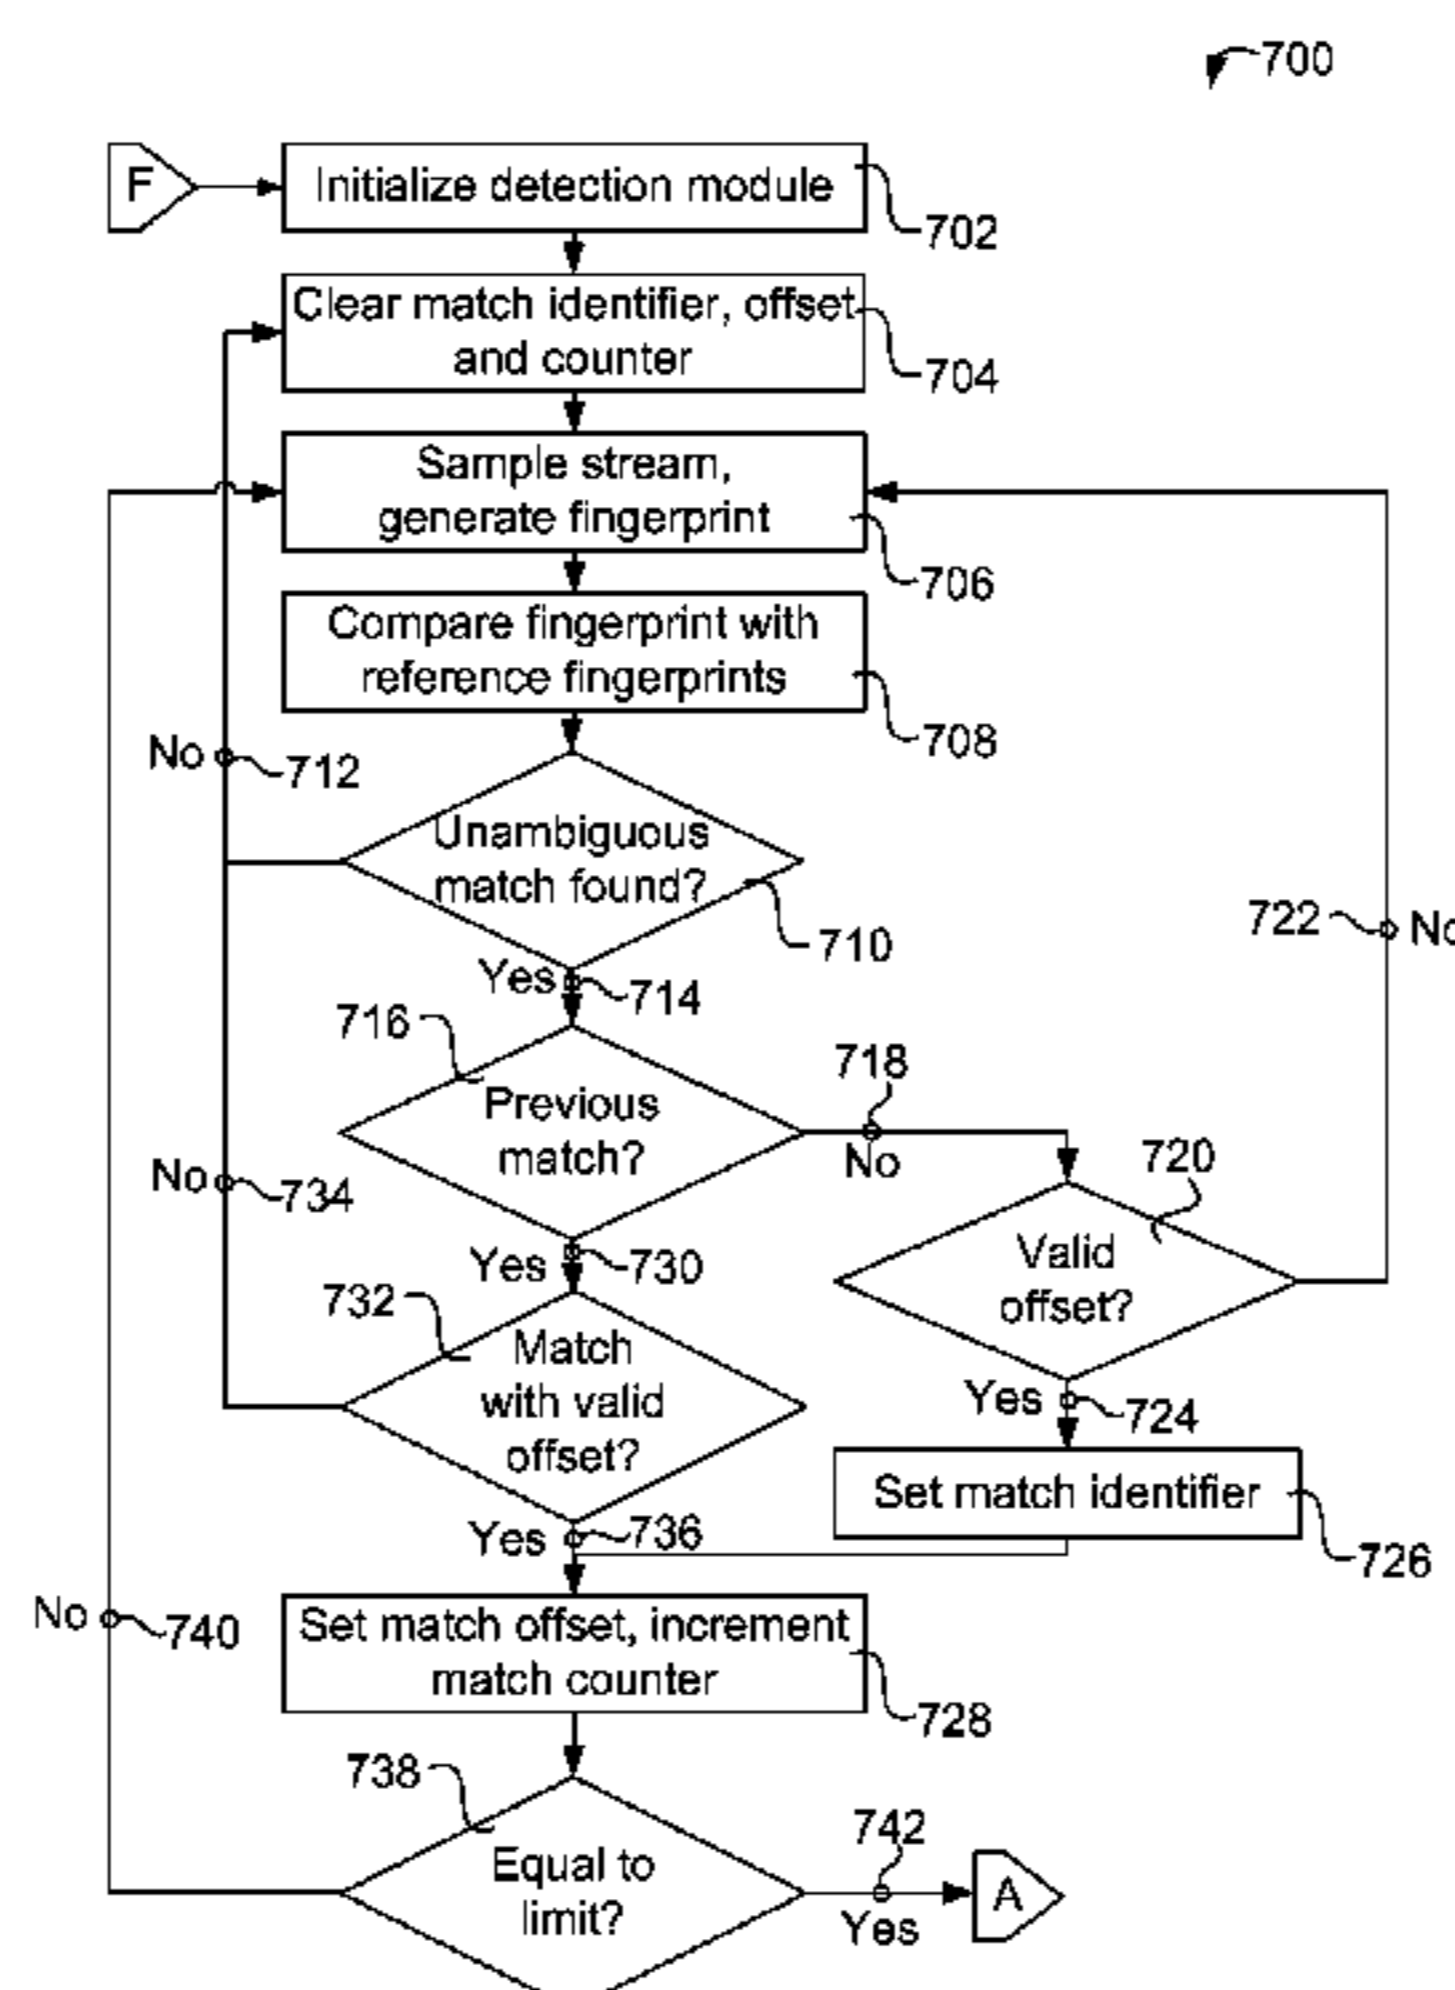 700
F
Initialize detection module
702
Clear match identifier, offset
and counter
704
Sample stream,
generate fingerprint
706
Compare fingerprint with
reference fingerprints
708
No
712
Unambiguous
match found?
710
722
No
Yes
714
716
Previous
match?
718
No
720
No
734
Valid
offset?
Yes
730
732
Match
with valid
offset?
Yes
724
Set match identifier
726
Yes
736
No
740
Set match offset, increment
match counter
728
738
Equal to
limit?
742
Yes
A